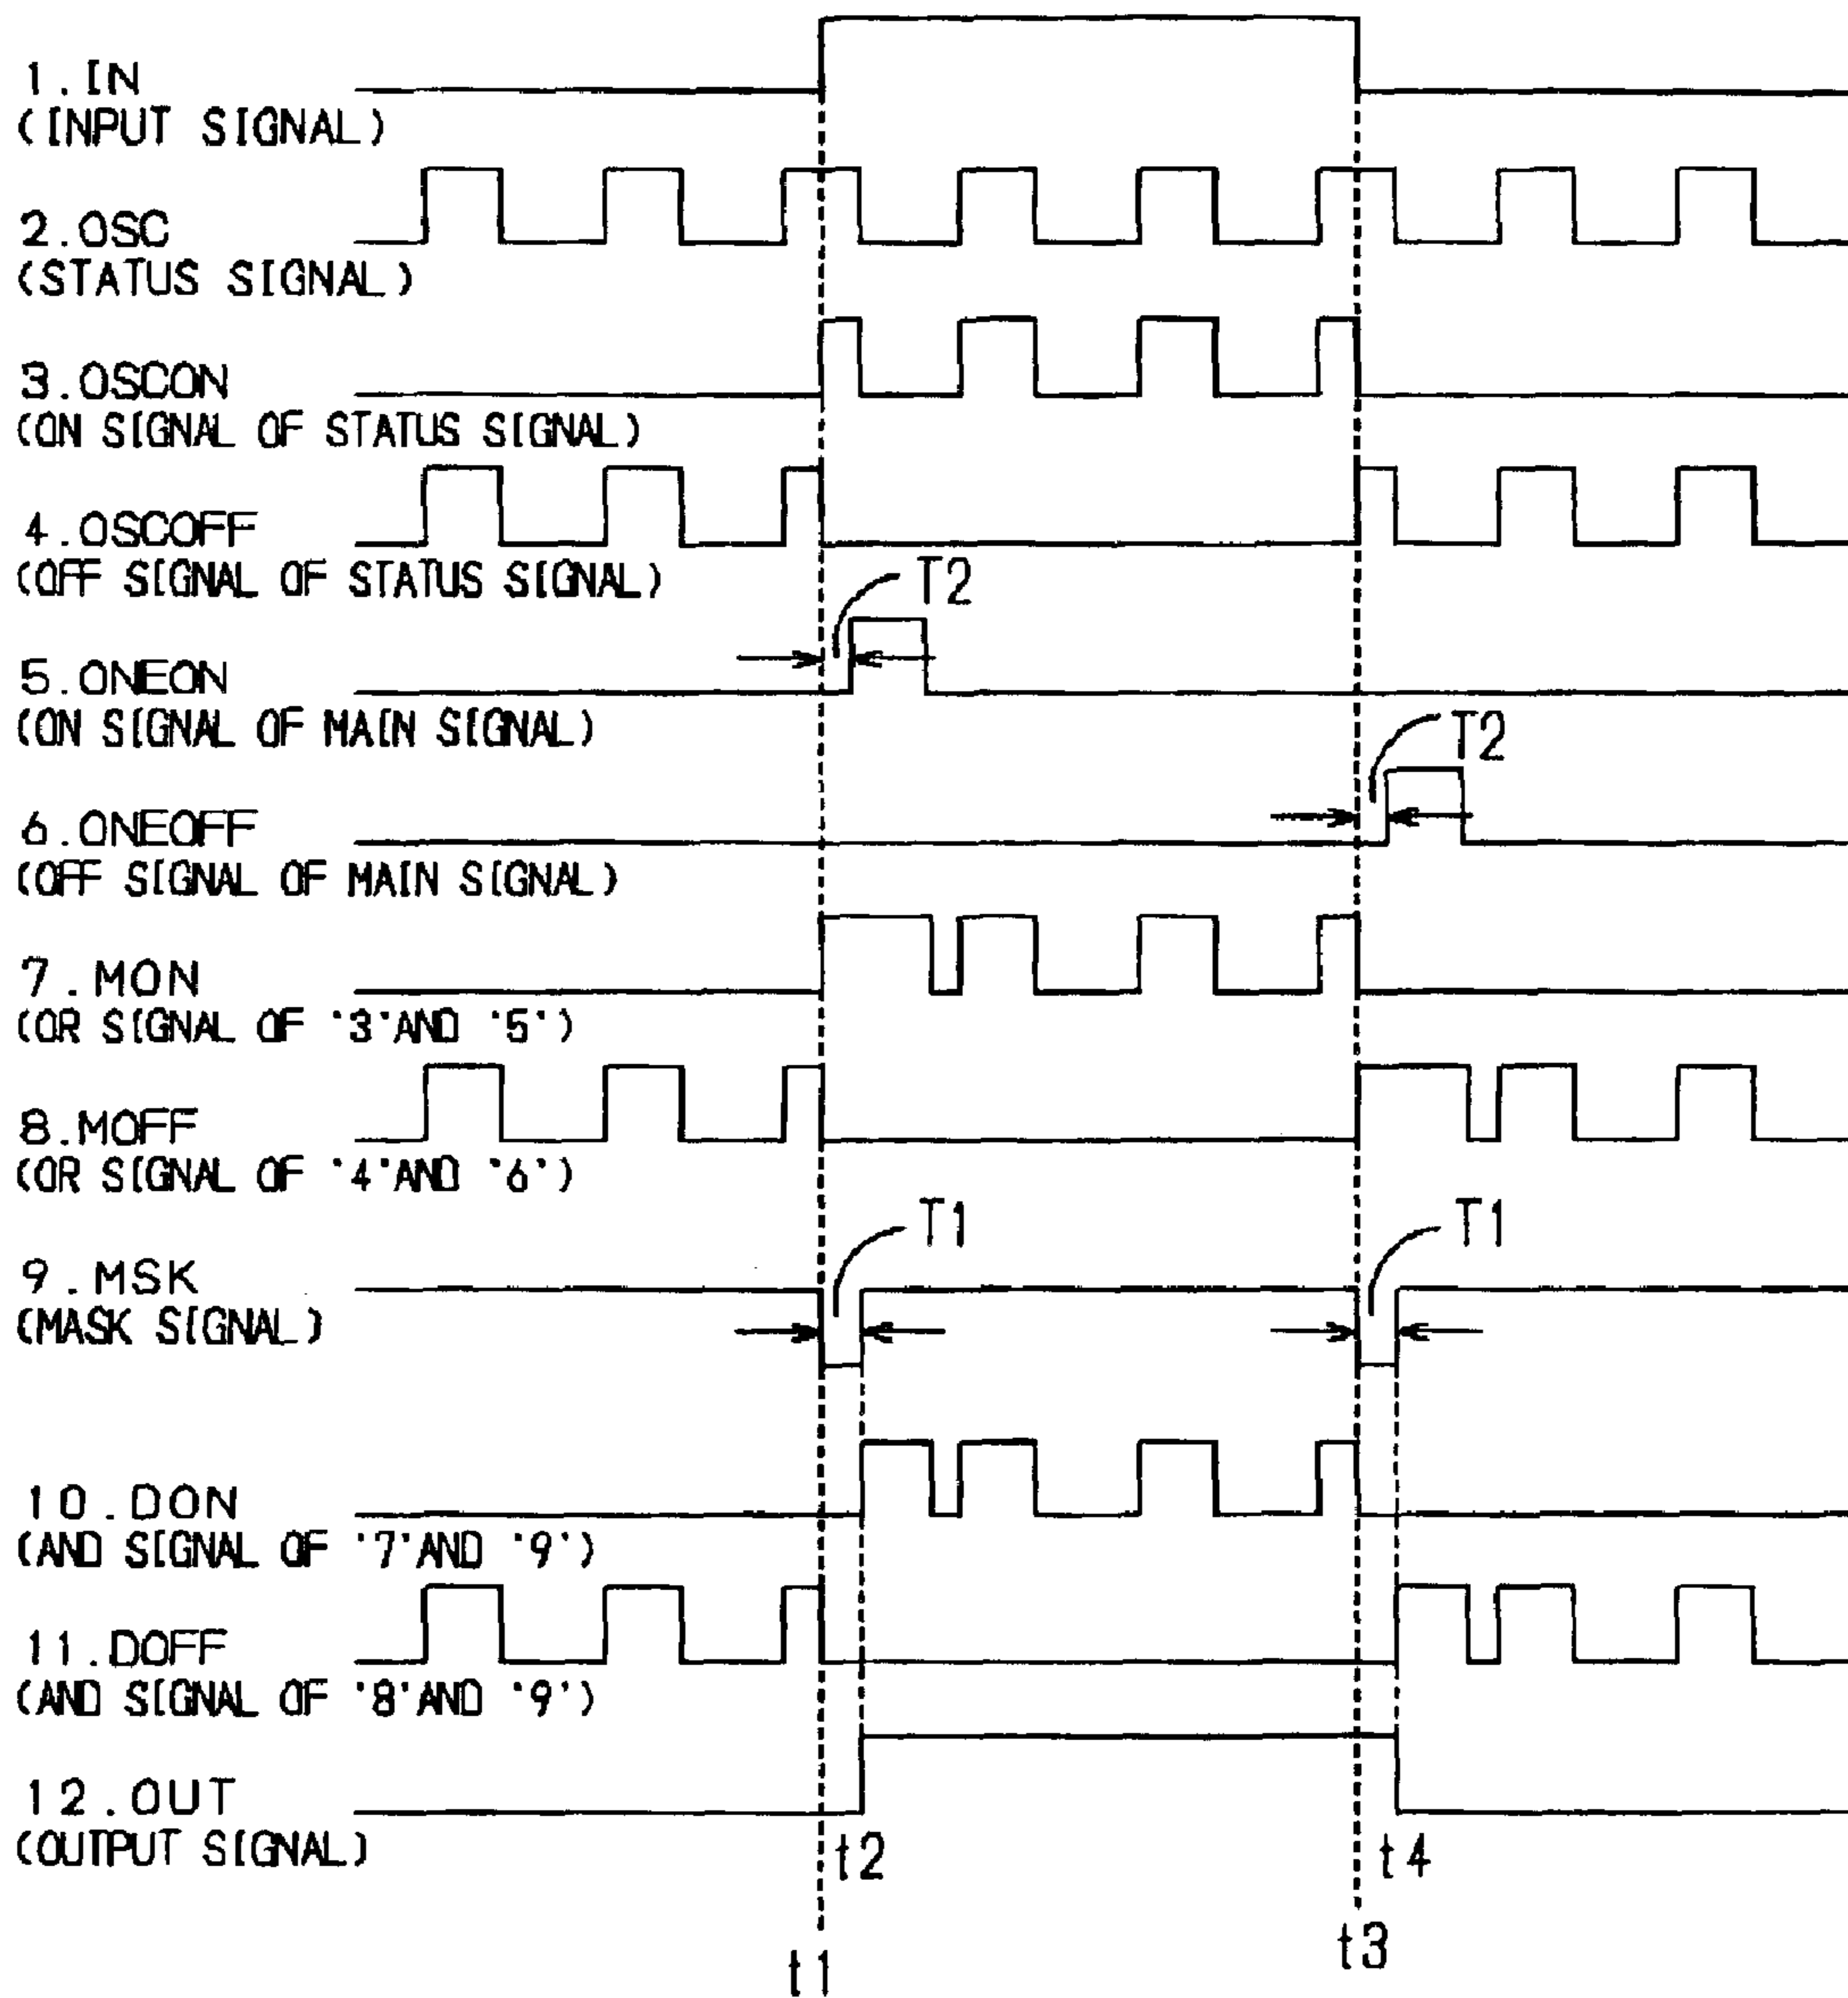 1.IN
(INPUT SIGNAL)
2.OSC
(STATUS SIGNAL)
3.OSCON
(ON SIGNAL OF STATUS SIGNAL)
4.OSCOFF
(OFF SIGNAL OF STATUS SIGNAL)
T2
5.ONEON
(ON SIGNAL OF MAIN SIGNAL)
T2
6.ONEOFF
(OFF SIGNAL OF MAIN SIGNAL)
7.MON
(OR SIGNAL OF '3'AND '5')
8.MOFF
(OR SIGNAL OF '4'AND '6')
T1 T1
9.MSK
(MASK SIGNAL)
10.DON
(AND SIGNAL OF '7'AND '9')
11.DOFF
(AND SIGNAL OF '8'AND '9')
12.OUT
(OUTPUT SIGNAL)
t2 t4
t1 t3